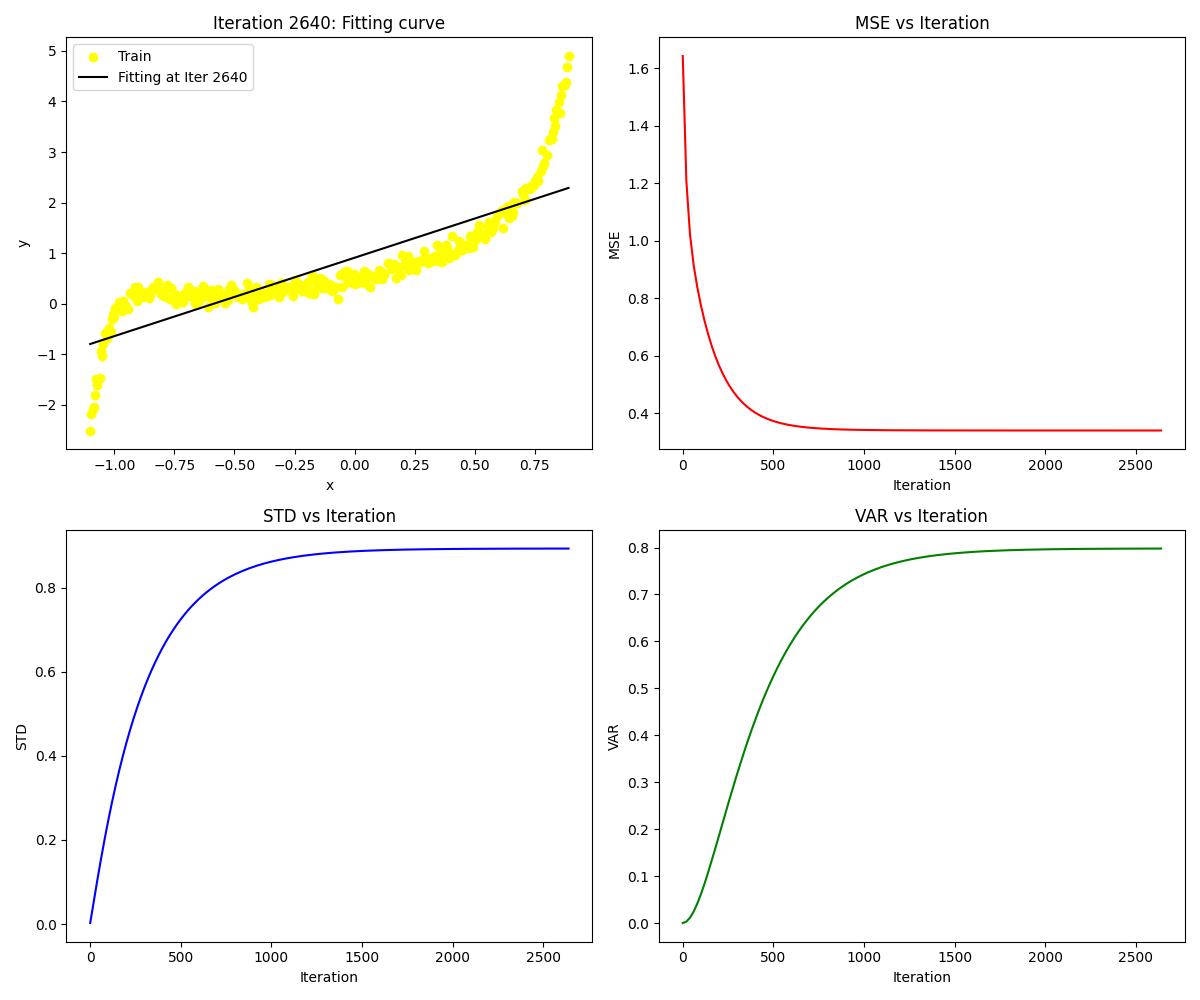 Iteration 2640: Fitting curve
Train
Fitting at Iter 2640
5
4
3
2
1
0
−1
−2
y
−1.00 −0.75 −0.50 −0.25 0.00 0.25 0.50 0.75
x
MSE vs Iteration
1.6
1.4
1.2
1.0
0.8
0.6
0.4
MSE
0 500 1000 1500 2000 2500
Iteration
STD vs Iteration
0.8
0.6
0.4
0.2
0.0
STD
0 500 1000 1500 2000 2500
Iteration
VAR vs Iteration
0.8
0.7
0.6
0.5
0.4
0.3
0.2
0.1
0.0
VAR
0 500 1000 1500 2000 2500
Iteration